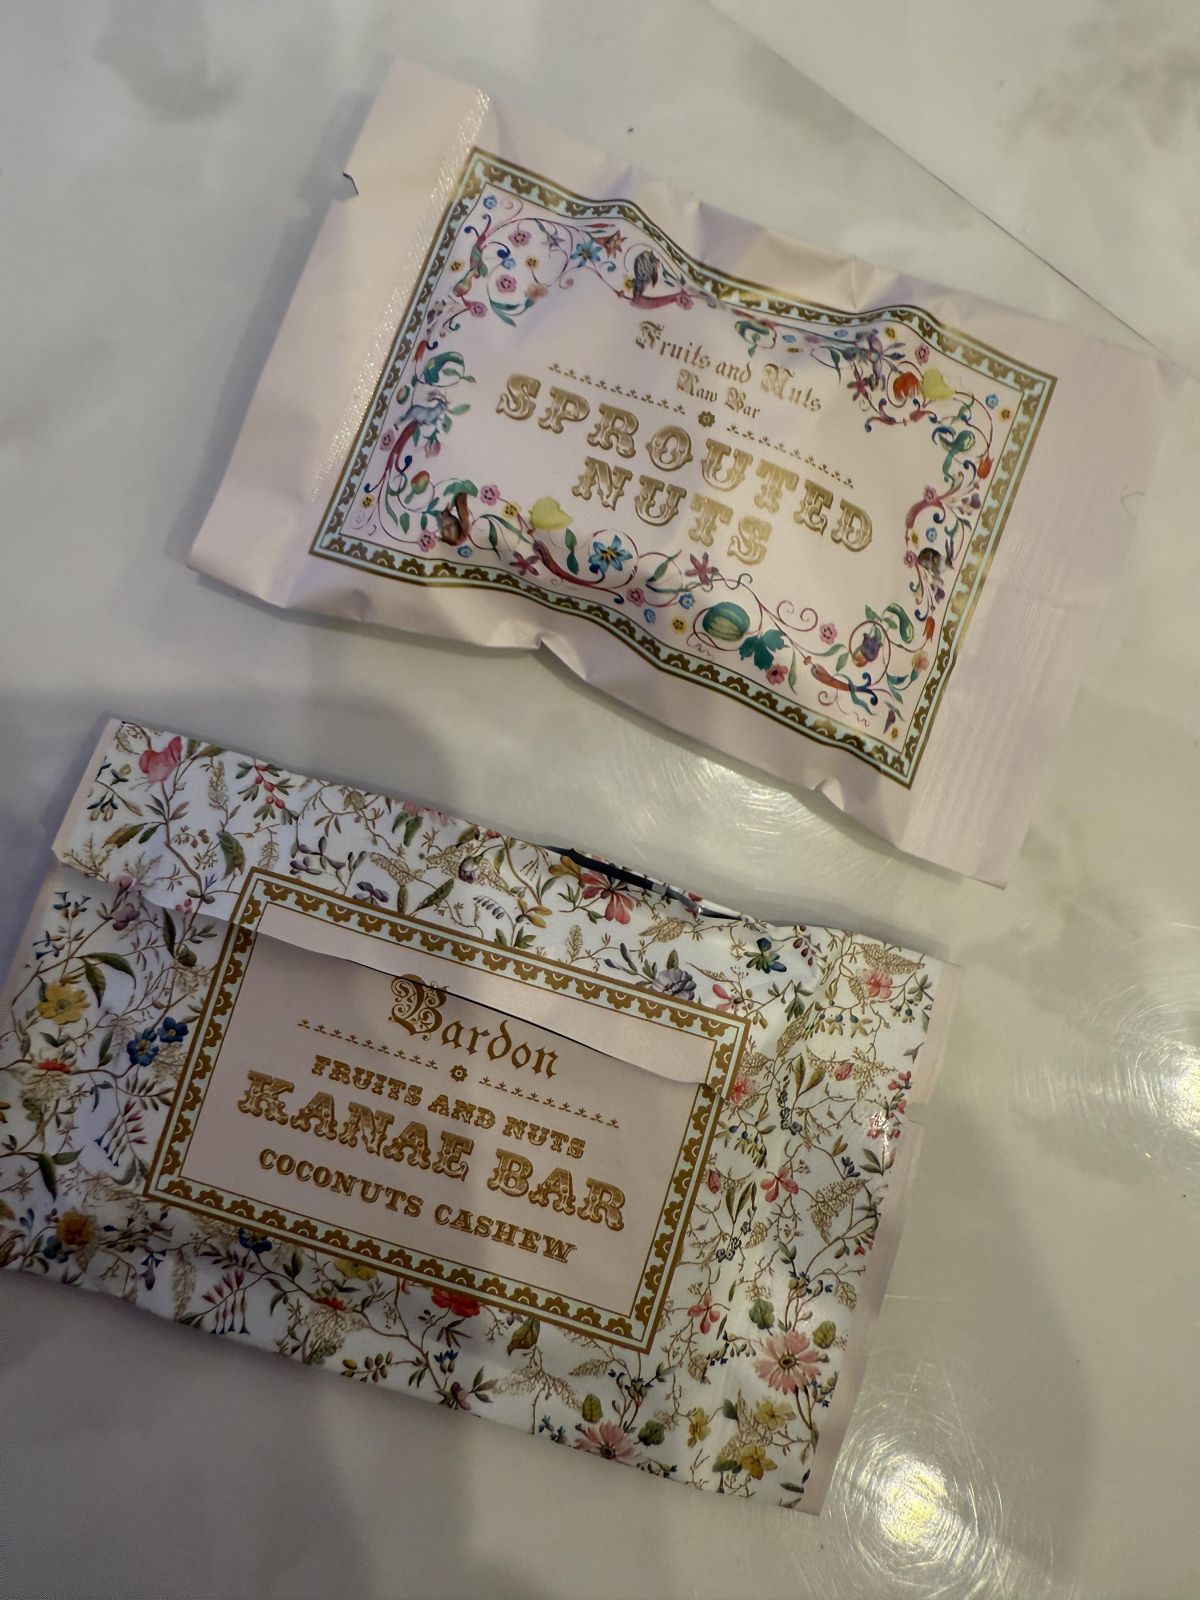 Fruits and Nuts
Raw Bar
SPROUTED
NUTS
Bardon
FRUITS AND NUTS
KANAE BAR
COCONUTS CASHEW